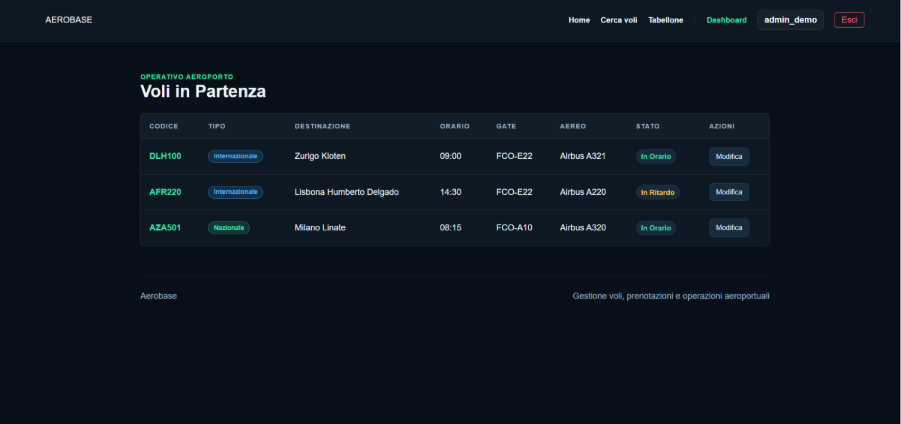 AEROBASE
Home Cerca voli Tabellone Dashboard admin_demo Esci
OPERATIVO AEROPORTO
Voli in Partenza
CODICE TIPO DESTINAZIONE ORARIO GATE AEREO STATO AZIONI
DLH100 Internazionale Zurigo Kloten 09:00 FCO-E22 Airbus A321 In Orario Modifica
AFR220 Internazionale Lisbona Humberto Delgado 14:30 FCO-E22 Airbus A220 In Ritardo Modifica
AZA501 Nazionale Milano Linate 08:15 FCO-A10 Airbus A320 In Orario Modifica
Aerobase
Gestione voli, prenotazioni e operazioni aeroportuali